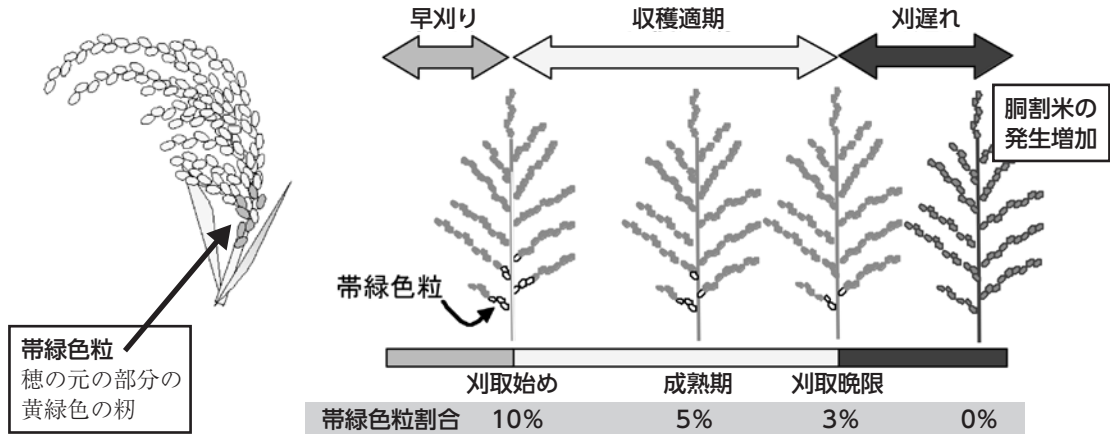 早刈り 収穫適期 刈遅れ
胴割米の
発生増加
帯緑色粒
帯緑色粒
穂の元の部分の
黄緑色の籾
刈取始め 成熟期 刈取晩限
帯緑色粒割合 10% 5% 3% 0%